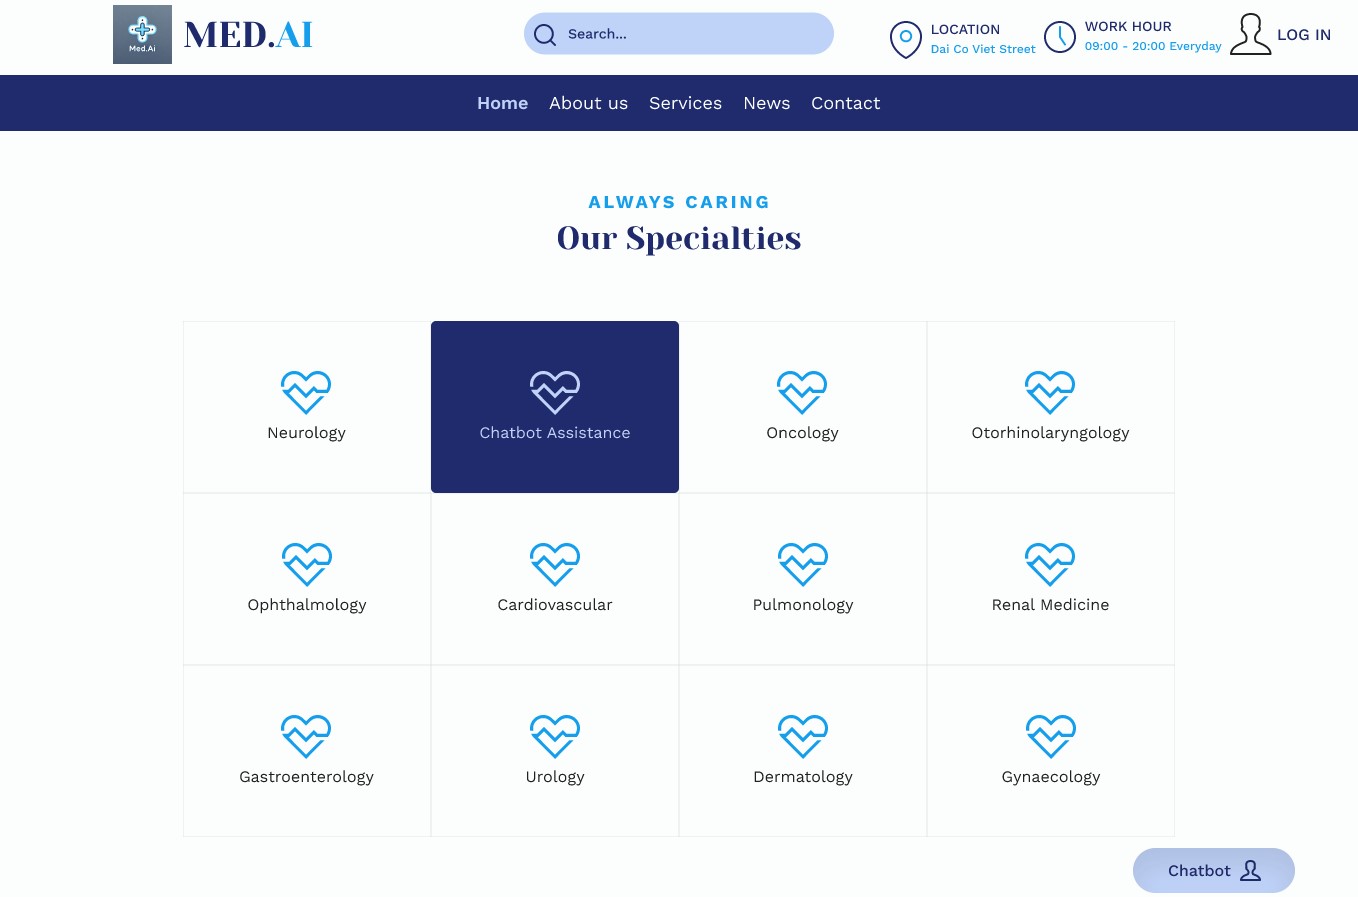 Med.Ai
MED.AI
Search...
LOCATION
Dai Co Viet Street
WORK HOUR
09:00 - 20:00 Everyday
LOG IN
Home About us Services News Contact
ALWAYS CARING
Our Specialties
Neurology
Chatbot Assistance
Oncology
Otorhinolaryngology
Ophthalmology
Cardiovascular
Pulmonology
Renal Medicine
Gastroenterology
Urology
Dermatology
Gynaecology
Chatbot